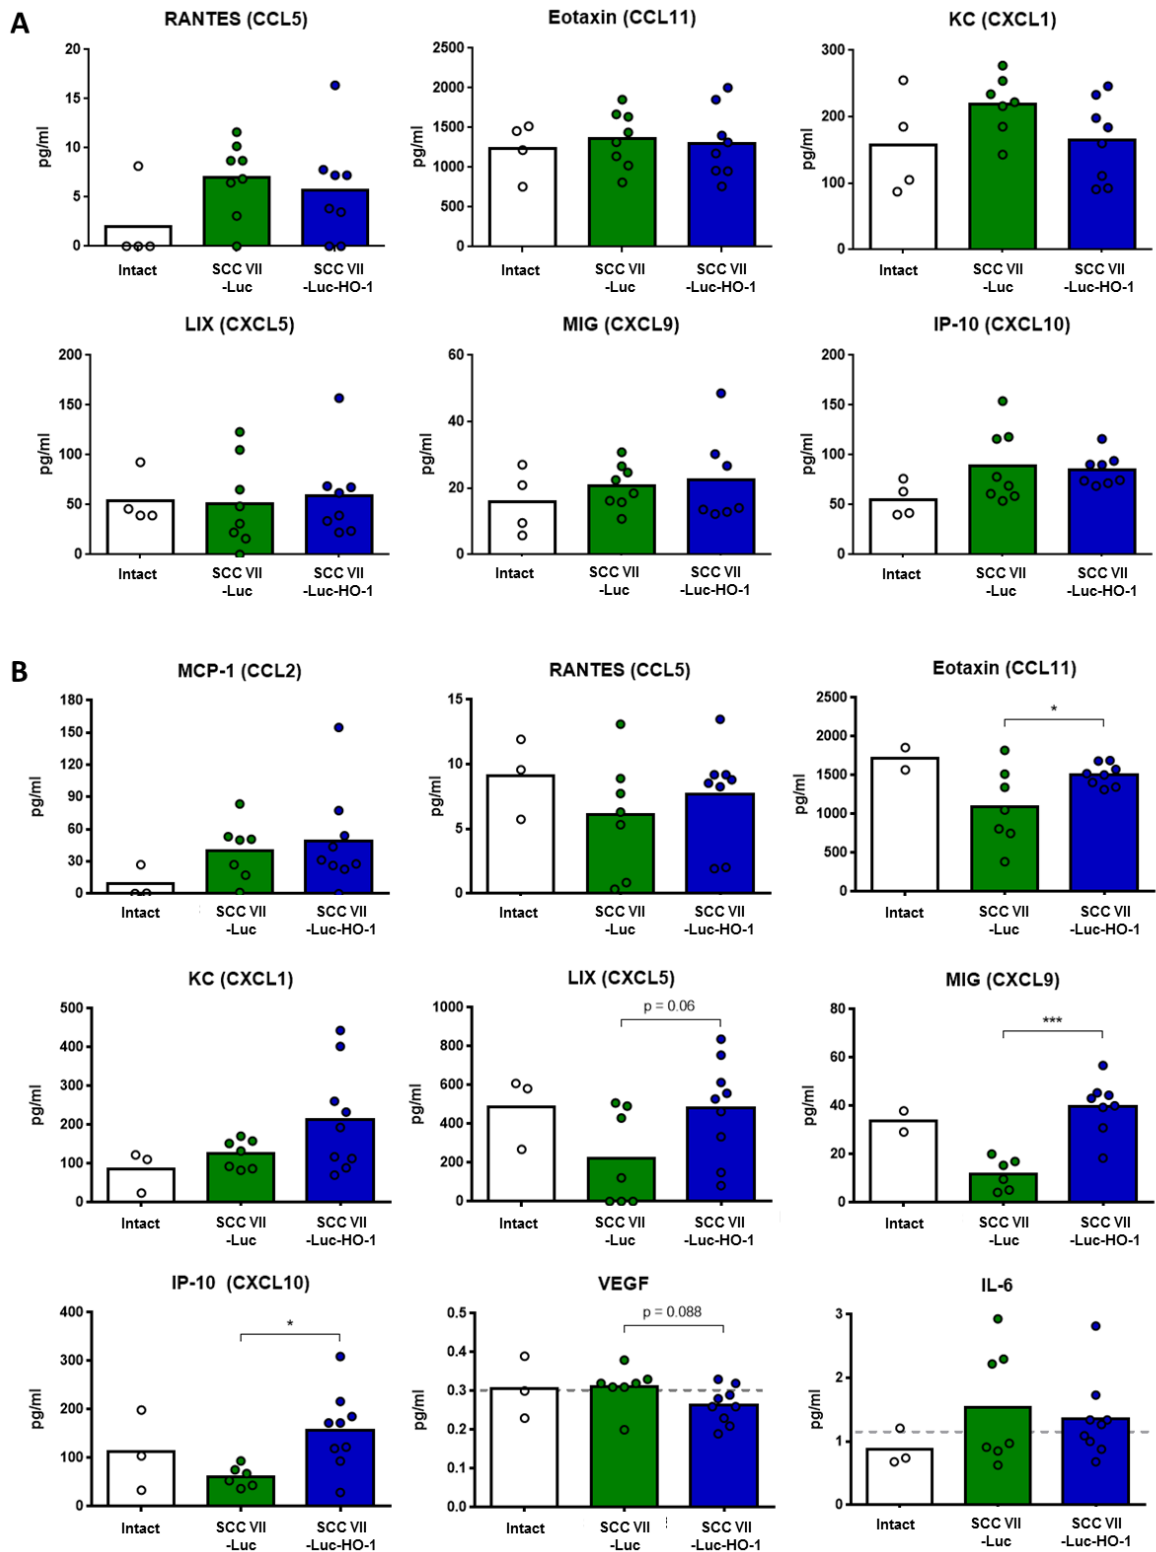 A
RANTES (CCL5)
Eotaxin (CCL11)
KC (CXCL1)
pg/ml
20
15
10
5
0
Intact
SCC VII
-Luc
SCC VII
-Luc-HO-1
pg/ml
2500
2000
1500
1000
500
0
Intact
SCC VII
-Luc
SCC VII
-Luc-HO-1
pg/ml
300
200
100
0
Intact
SCC VII
-Luc
SCC VII
-Luc-HO-1
LIX (CXCL5)
MIG (CXCL9)
IP-10 (CXCL10)
pg/ml
200
150
100
50
0
Intact
SCC VII
-Luc
SCC VII
-Luc-HO-1
pg/ml
60
40
20
0
Intact
SCC VII
-Luc
SCC VII
-Luc-HO-1
pg/ml
200
150
100
50
0
Intact
SCC VII
-Luc
SCC VII
-Luc-HO-1
B
MCP-1 (CCL2)
RANTES (CCL5)
Eotaxin (CCL11)
pg/ml
180
150
120
90
60
30
0
Intact
SCC VII
-Luc
SCC VII
-Luc-HO-1
pg/ml
15
10
5
0
Intact
SCC VII
-Luc
SCC VII
-Luc-HO-1
pg/ml
2500
2000
1500
1000
500
0
*
Intact
SCC VII
-Luc
SCC VII
-Luc-HO-1
KC (CXCL1)
LIX (CXCL5)
MIG (CXCL9)
pg/ml
500
400
300
200
100
0
Intact
SCC VII
-Luc
SCC VII
-Luc-HO-1
pg/ml
1000
800
600
400
200
0
p = 0.06
Intact
SCC VII
-Luc
SCC VII
-Luc-HO-1
pg/ml
80
60
40
20
0
***
Intact
SCC VII
-Luc
SCC VII
-Luc-HO-1
IP-10 (CXCL10)
VEGF
IL-6
pg/ml
400
300
200
100
0
*
Intact
SCC VII
-Luc
SCC VII
-Luc-HO-1
pg/ml
0.5
0.4
0.3
0.2
0.1
0.0
p = 0.088
Intact
SCC VII
-Luc
SCC VII
-Luc-HO-1
pg/ml
3
2
1
0
Intact
SCC VII
-Luc
SCC VII
-Luc-HO-1